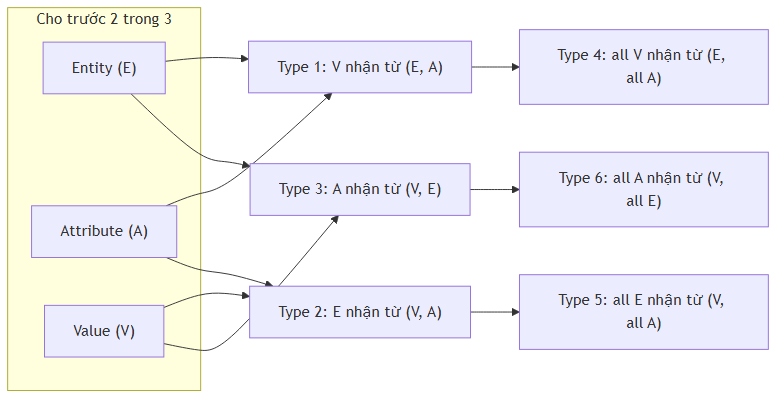 Cho trước 2 trong 3
Entity (E)
Attribute (A)
Value (V)
Type 1: V nhận từ (E, A)
Type 3: A nhận từ (V, E)
Type 2: E nhận từ (V, A)
Type 4: all V nhận từ (E,
all A)
Type 6: all A nhận từ (V,
all E)
Type 5: all E nhận từ (V,
all A)